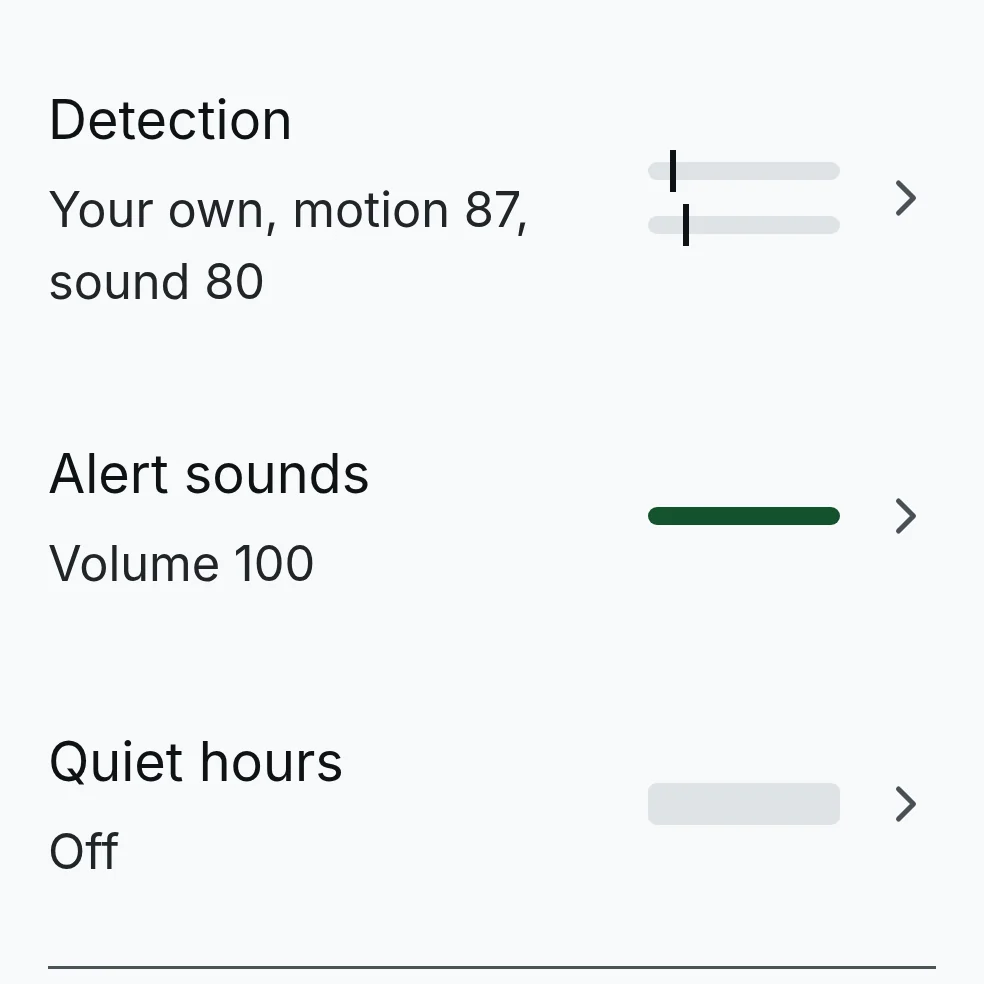 Detection
Your own, motion 87,
sound 80
Alert sounds
Volume 100
Quiet hours
Off